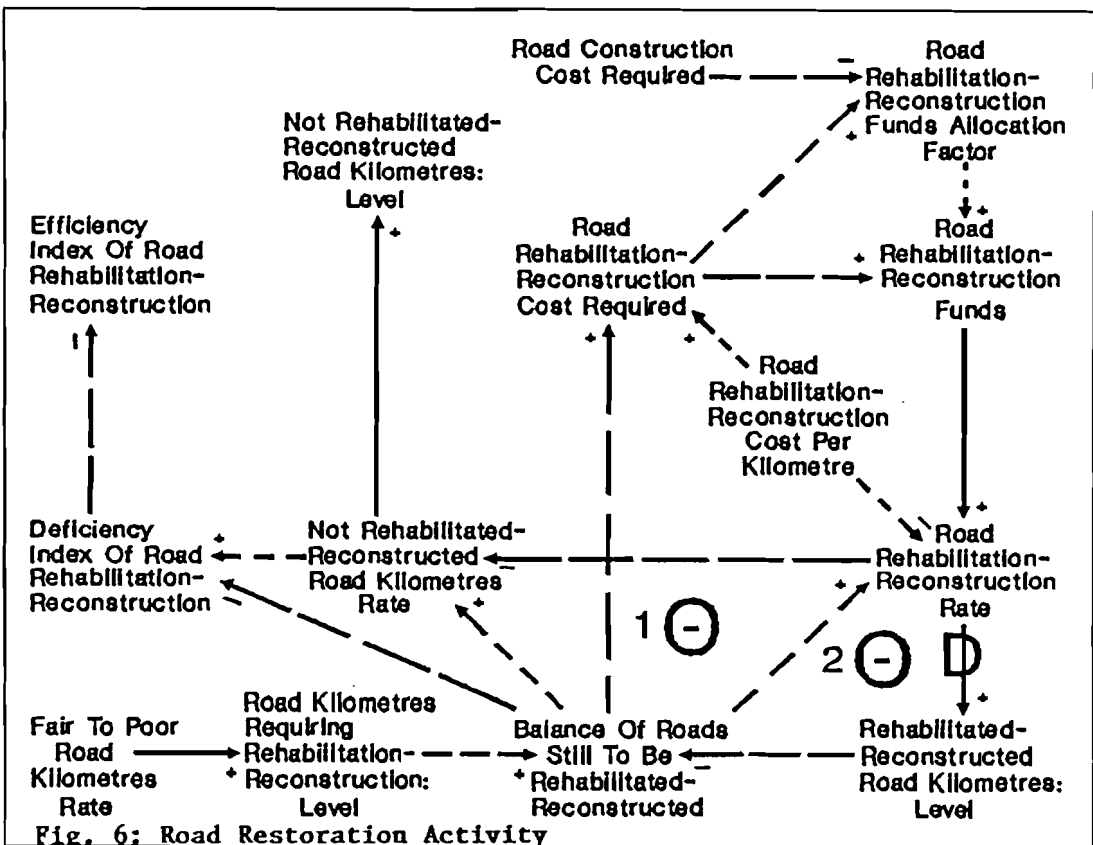 Road Construction
Cost Required
−
Road
Rehabilitation-
Reconstruction
Funds Allocation
Factor
+
Not Rehabilitated-
Reconstructed
Road Kilometres:
Level
+
Efficiency
Index Of Road
Rehabilitation-
Reconstruction
Road
Rehabilitation-
Reconstruction
Cost Required
+
+
+
Road
Rehabilitation-
Reconstruction
Funds
+
Road
Rehabilitation-
Reconstruction
Cost Per
Kilometre
Deficiency
Index Of Road
Rehabilitation-
Reconstruction
+
−
Not Rehabilitated-
Reconstructed
Road Kilometres
Rate
−
+
+
−
Road
Rehabilitation-
Reconstruction
Rate
+
1 (-)
2 (-)
D
Fair To Poor
Road
Kilometres
Rate
Road Kilometres
Requiring
Rehabilitation-
Reconstruction:
Level
+
Balance Of Roads
Still To Be
Rehabilitated-
Reconstructed
+
−
+
Rehabilitated-
Reconstructed
Road Kilometres:
Level
Fig. 6: Road Restoration Activity